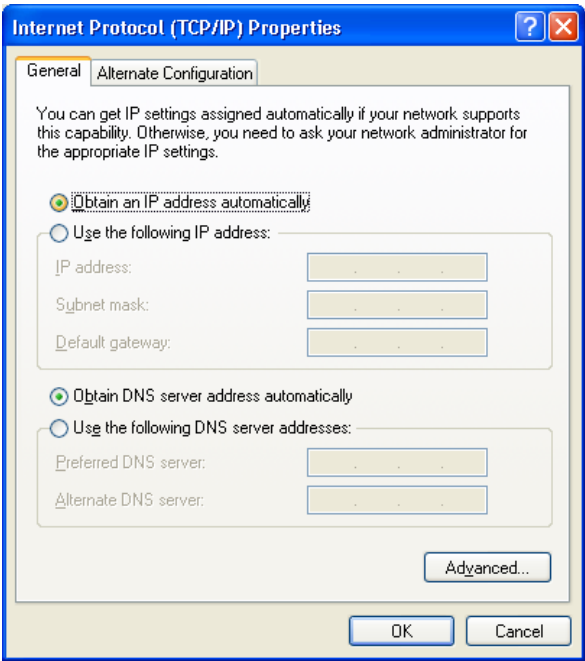 Internet Protocol (TCP/IP) Properties
General
Alternate Configuration
You can get IP settings assigned automatically if your network supports
this capability. Otherwise, you need to ask your network administrator for
the appropriate IP settings.
Obtain an IP address automatically
Use the following IP address:
IP address:
Subnet mask:
Default gateway:
Obtain DNS server address automatically
Use the following DNS server addresses:
Preferred DNS server:
Alternate DNS server:
Advanced...
OK
Cancel